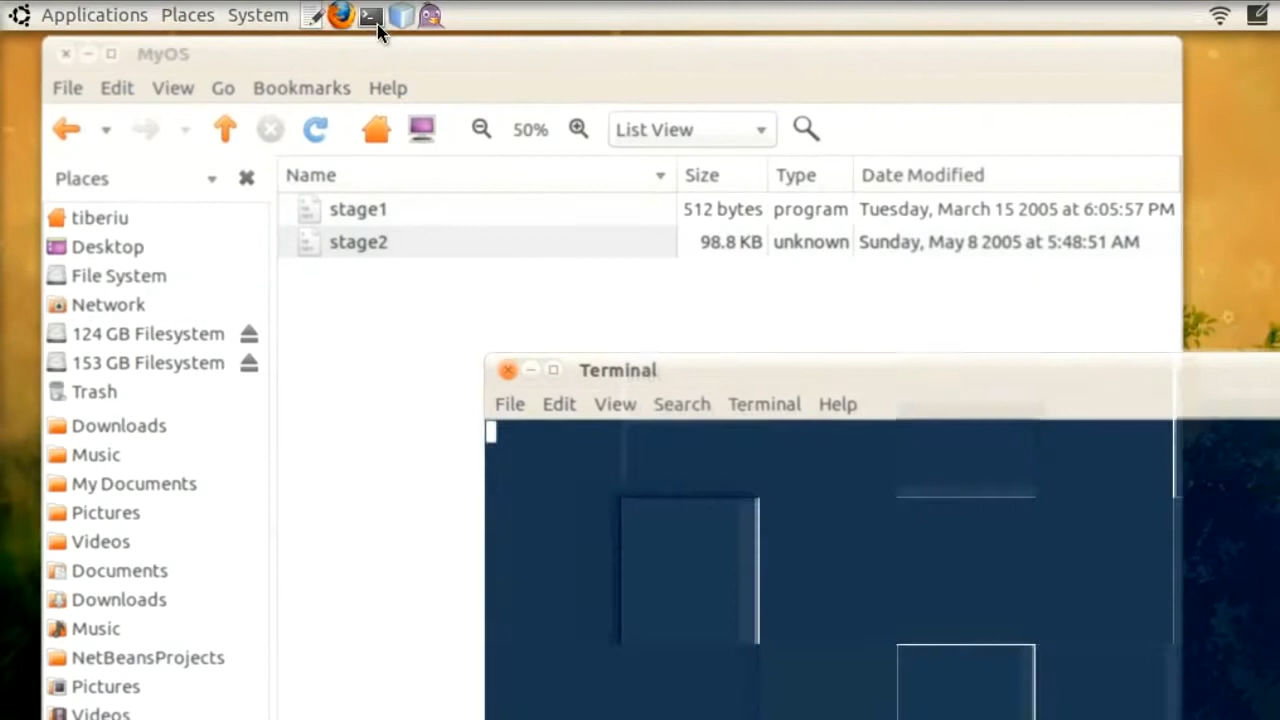 Applications Places System
MyOS
File Edit View Go Bookmarks Help
50% List View
Places
Name Size Type Date Modified
stage1 512 bytes program Tuesday, March 15 2005 at 6:05:57 PM
stage2 98.8 KB unknown Sunday, May 8 2005 at 5:48:51 AM
tiberiu
Desktop
File System
Network
124 GB Filesystem
153 GB Filesystem
Trash
Downloads
Music
My Documents
Pictures
Videos
Documents
Downloads
Music
NetBeansProjects
Pictures
Videos
Terminal
File Edit View Search Terminal Help